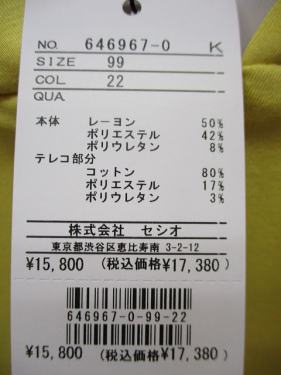 NO. 646967-0 K
SIZE 99
COL 22
QUA
本体 レーヨン 50%
ポリエステル 42%
ポリウレタン 8%
テレコ部分
コットン 80%
ポリエステル 17%
ポリウレタン 3%
株式会社 セシオ
東京都渋谷区恵比寿南 3-2-12
¥15,800 (税込価格¥17,380)
646967-0-99-22
¥15,800 (税込価格¥17,380)